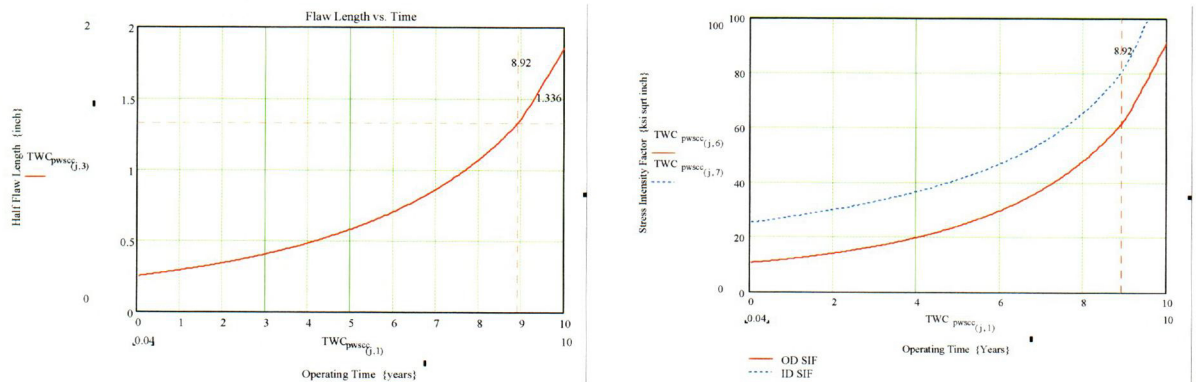 Flaw Length vs. Time
2
2
8.92
1.5
1.336
Half Flaw Length {inch}
TWCpwscc(j,3)
1
0.5
0
0
0 1 2 3 4 5 6 7 8 9 10
0.04
TWCpwscc(j,1)
10
Operating Time {years}
100
100
8.92
80
Stress Intensity Factor {ksi sqrt inch}
TWC pwscc(j,6)
60
TWC pwscc(j,7)
40
20
0
0
0 2 4 6 8 10
0.04
TWC pwscc(j,1)
10
Operating Time {Years}
OD SIF
ID SIF